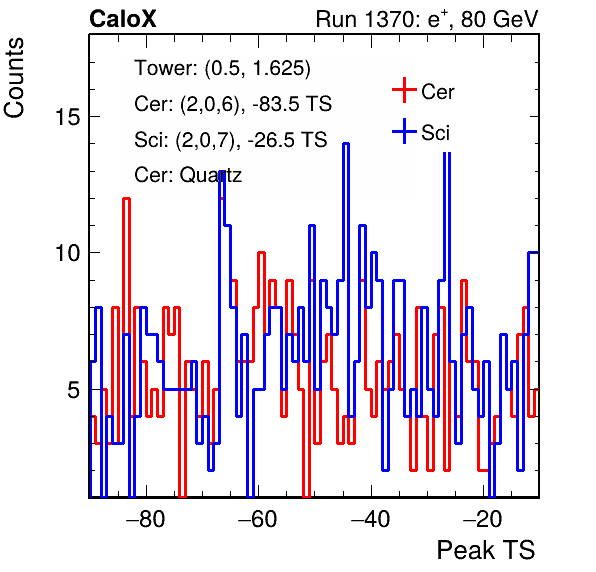 CaloX Run 1370: e+, 80 GeV
Counts
Tower: (0.5, 1.625)
Cer: (2,0,6), -83.5 TS
Sci: (2,0,7), -26.5 TS
Cer: Quartz
Cer
Sci
15
10
5
−80 −60 −40 −20
Peak TS